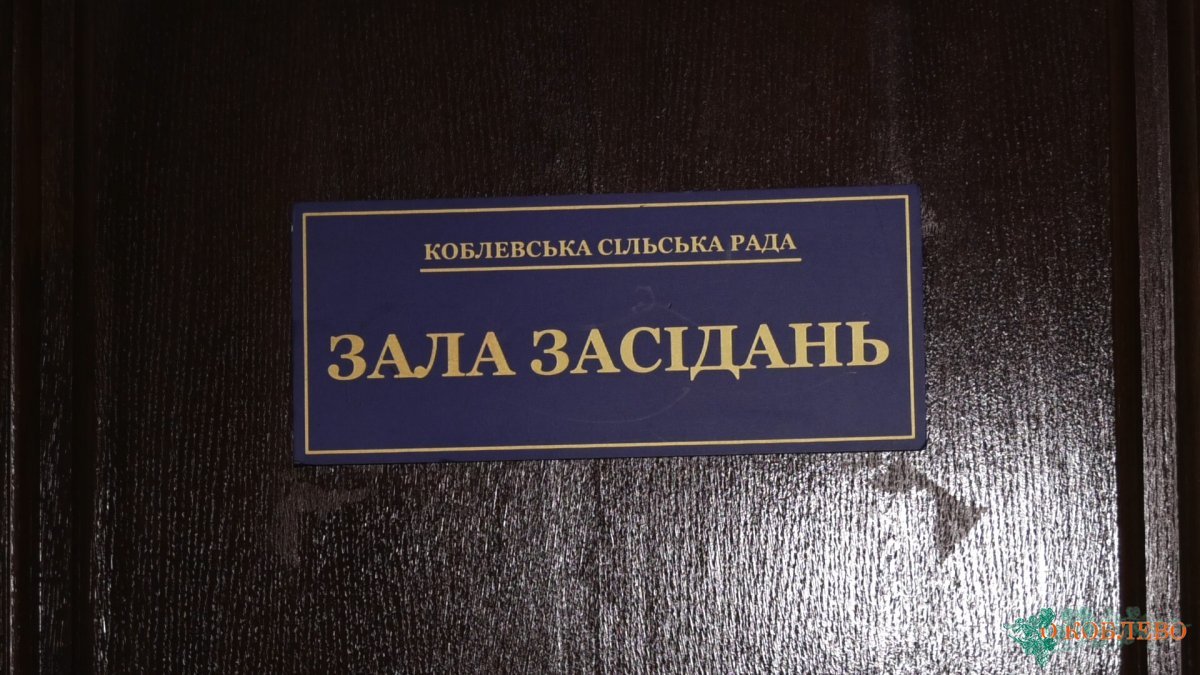 КОБЛЕВСЬКА СІЛЬСЬКА РАДА
ЗАЛА ЗАСІДАНЬ
О КОБЛЕВО